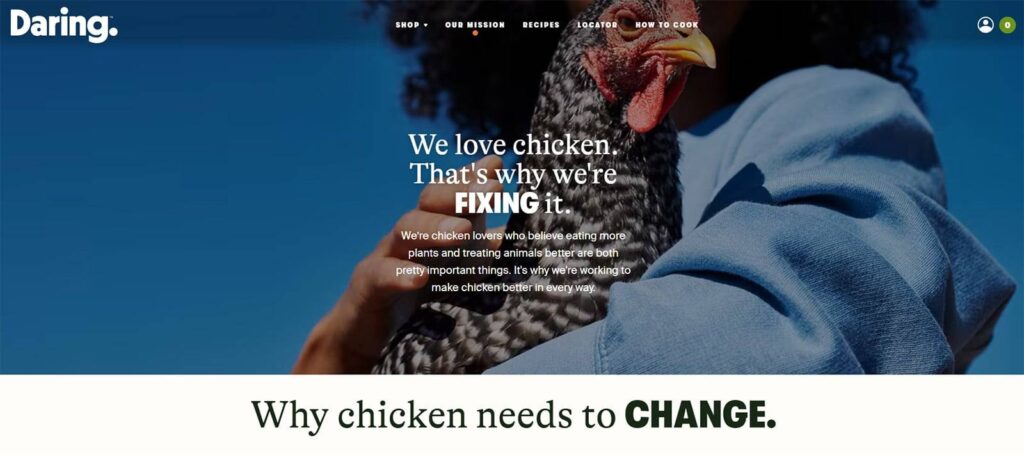 Daring.
SHOP
OUR MISSION
RECIPES
LOCATOR
HOW TO COOK
0
We love chicken.
That's why we're
FIXING it.
We're chicken lovers who believe eating more
plants and treating animals better are both
pretty important things. It's why we're working to
make chicken better in every way.
Why chicken needs to CHANGE.